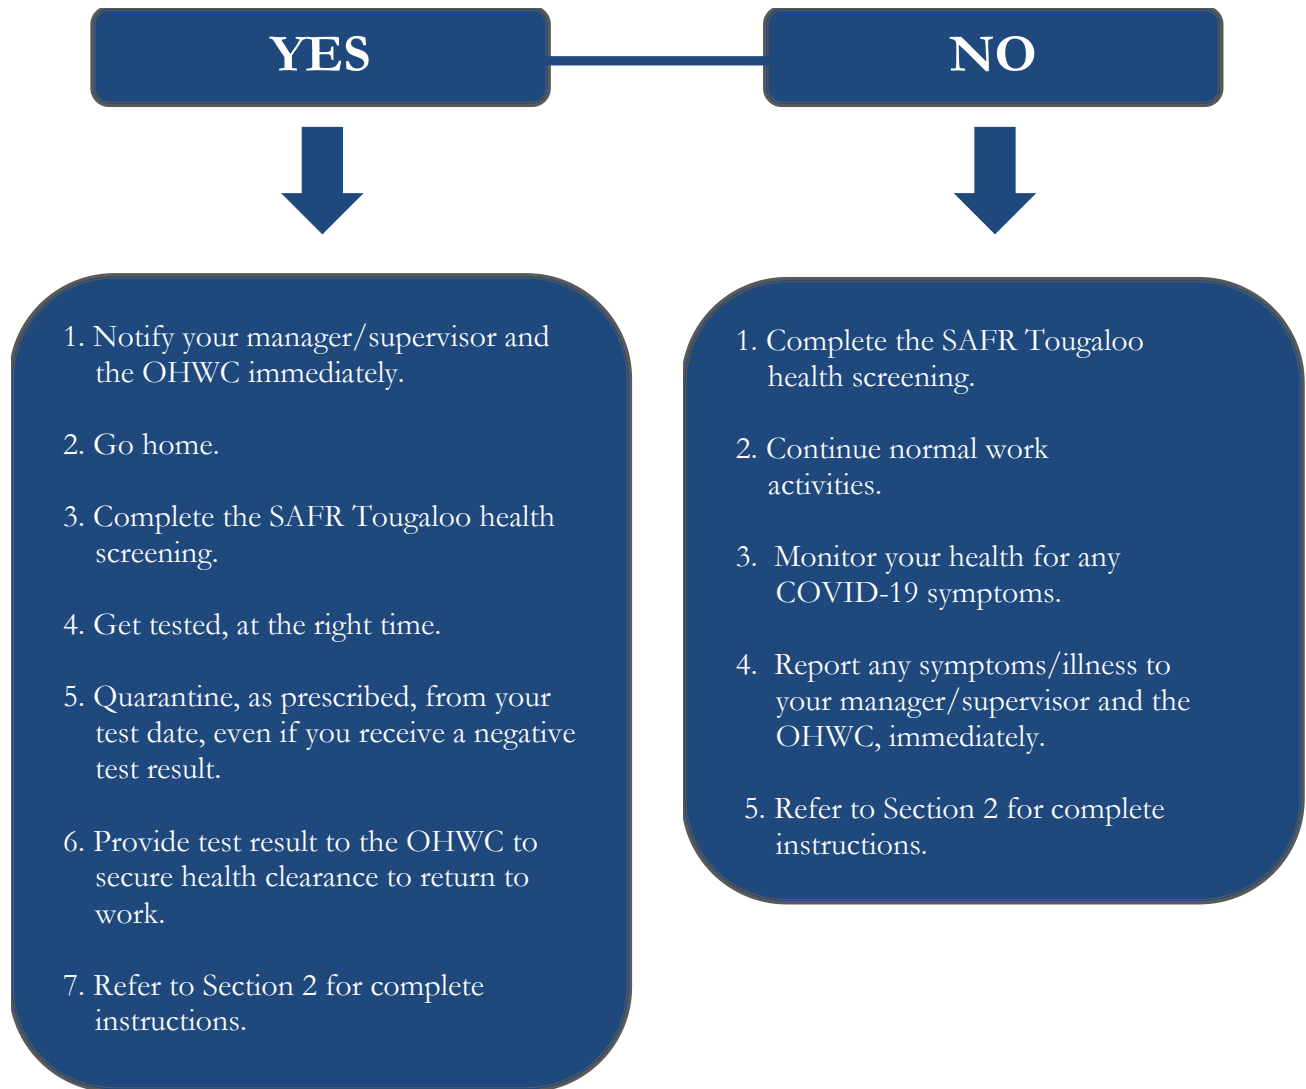 YES
NO
1. Notify your manager/supervisor and
the OHWC immediately.
2. Go home.
3. Complete the SAFR Tougaloo health
screening.
4. Get tested, at the right time.
5. Quarantine, as prescribed, from your
test date, even if you receive a negative
test result.
6. Provide test result to the OHWC to
secure health clearance to return to
work.
7. Refer to Section 2 for complete
instructions.
1. Complete the SAFR Tougaloo
health screening.
2. Continue normal work
activities.
3. Monitor your health for any
COVID-19 symptoms.
4. Report any symptoms/illness to
your manager/supervisor and the
OHWC, immediately.
5. Refer to Section 2 for complete
instructions.